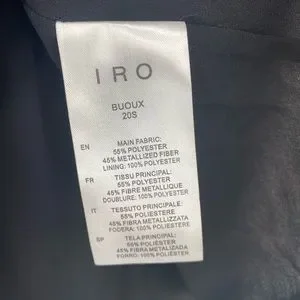 IRO
BUOUX
20S
EN
MAIN FABRIC:
55% POLYESTER
45% METALLIZED FIBER
LINING: 100% POLYESTER
FR
TISSU PRINCIPAL:
55% POLYESTER
45% FIBRE METALLIQUE
DOUBLURE: 100% POLYESTER
IT
TESSUTO PRINCIPALE:
55% POLIESTERE
45% FIBRA METALLIZZATA
FODERA: 100% POLIESTERE
SP
TELA PRINCIPAL:
55% POLIÉSTER
45% FIBRA METALIZADA
FORRO: 100% POLIÉSTER